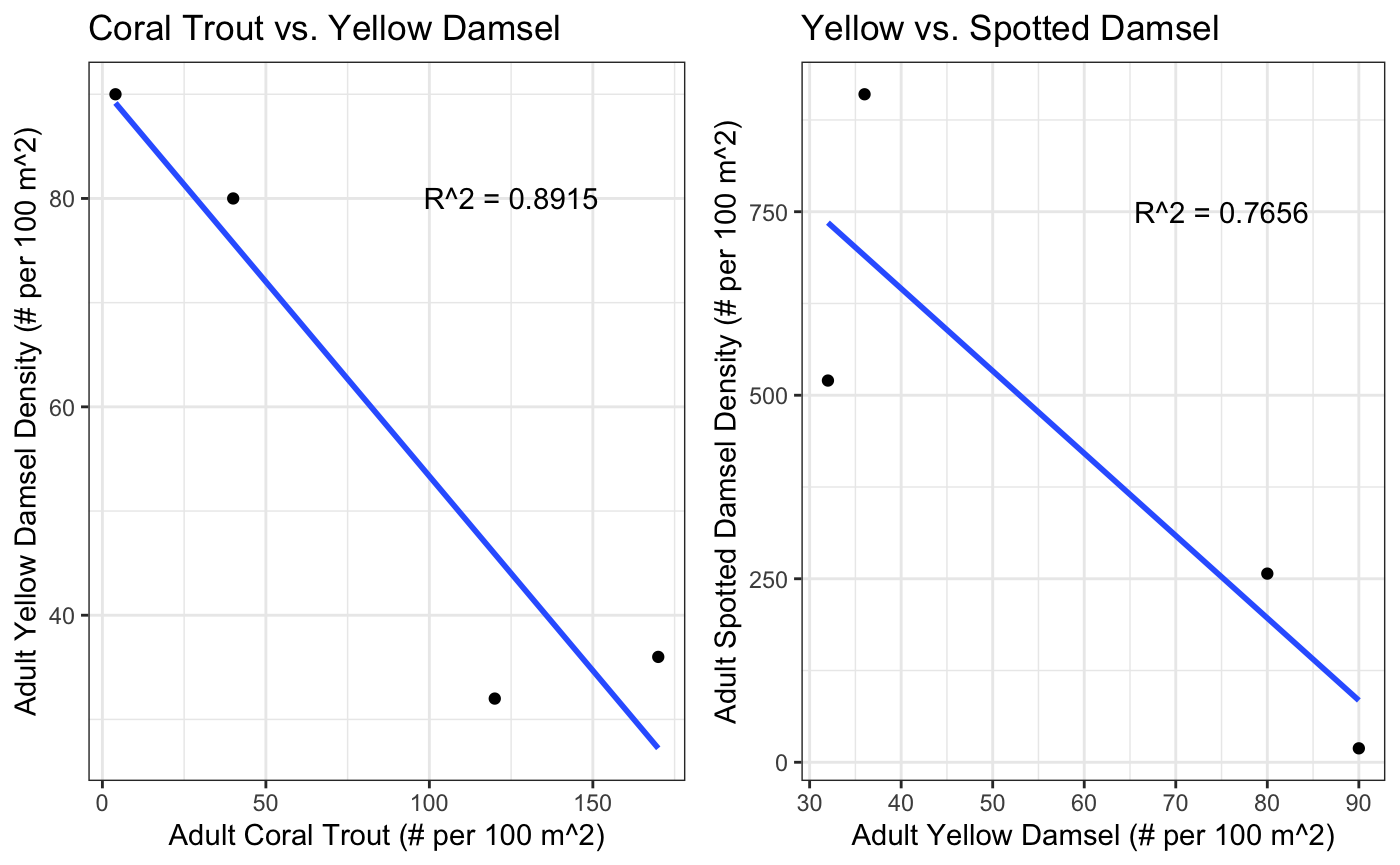 Coral Trout vs. Yellow Damsel
Adult Yellow Damsel Density (# per 100 m^2)
80
60
40
R^2 = 0.8915
0 50 100 150
Adult Coral Trout (# per 100 m^2)
Yellow vs. Spotted Damsel
Adult Spotted Damsel Density (# per 100 m^2)
750
500
250
0
R^2 = 0.7656
30 40 50 60 70 80 90
Adult Yellow Damsel (# per 100 m^2)